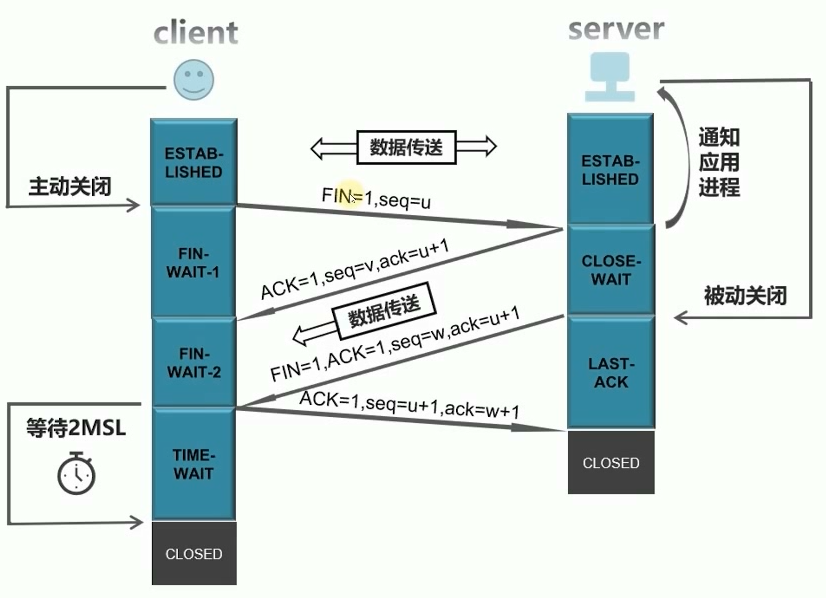 client
server
ESTAB-
LISHED
数据传送
ESTAB-
LISHED
通知
应用
进程
主动关闭
FIN=1,seq=u
FIN-
WAIT-1
ACK=1,seq=v,ack=u+1
CLOSE-
WAIT
被动关闭
数据传送
FIN-
WAIT-2
FIN=1,ACK=1,seq=w,ack=u+1
LAST-
ACK
ACK=1,seq=u+1,ack=w+1
等待2MSL
TIME-
WAIT
CLOSED
CLOSED